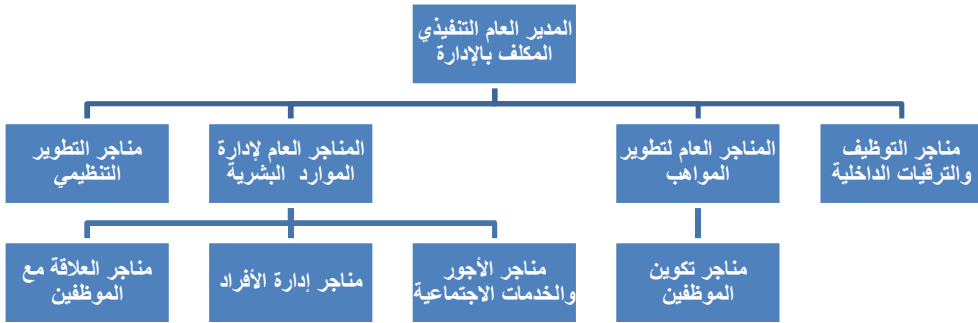 المدير العام التنفيذي
المكلف بالإدارة
مناجر التوظيف
والترقيات الداخلية
المناجر العام لتطوير
المواهب
المناجر العام لإدارة
الموارد البشرية
مناجر التطوير
التنظيمي
مناجر تكوين
الموظفين
مناجر الأجور
والخدمات الاجتماعية
مناجر إدارة الأفراد
مناجر العلاقة مع
الموظفين